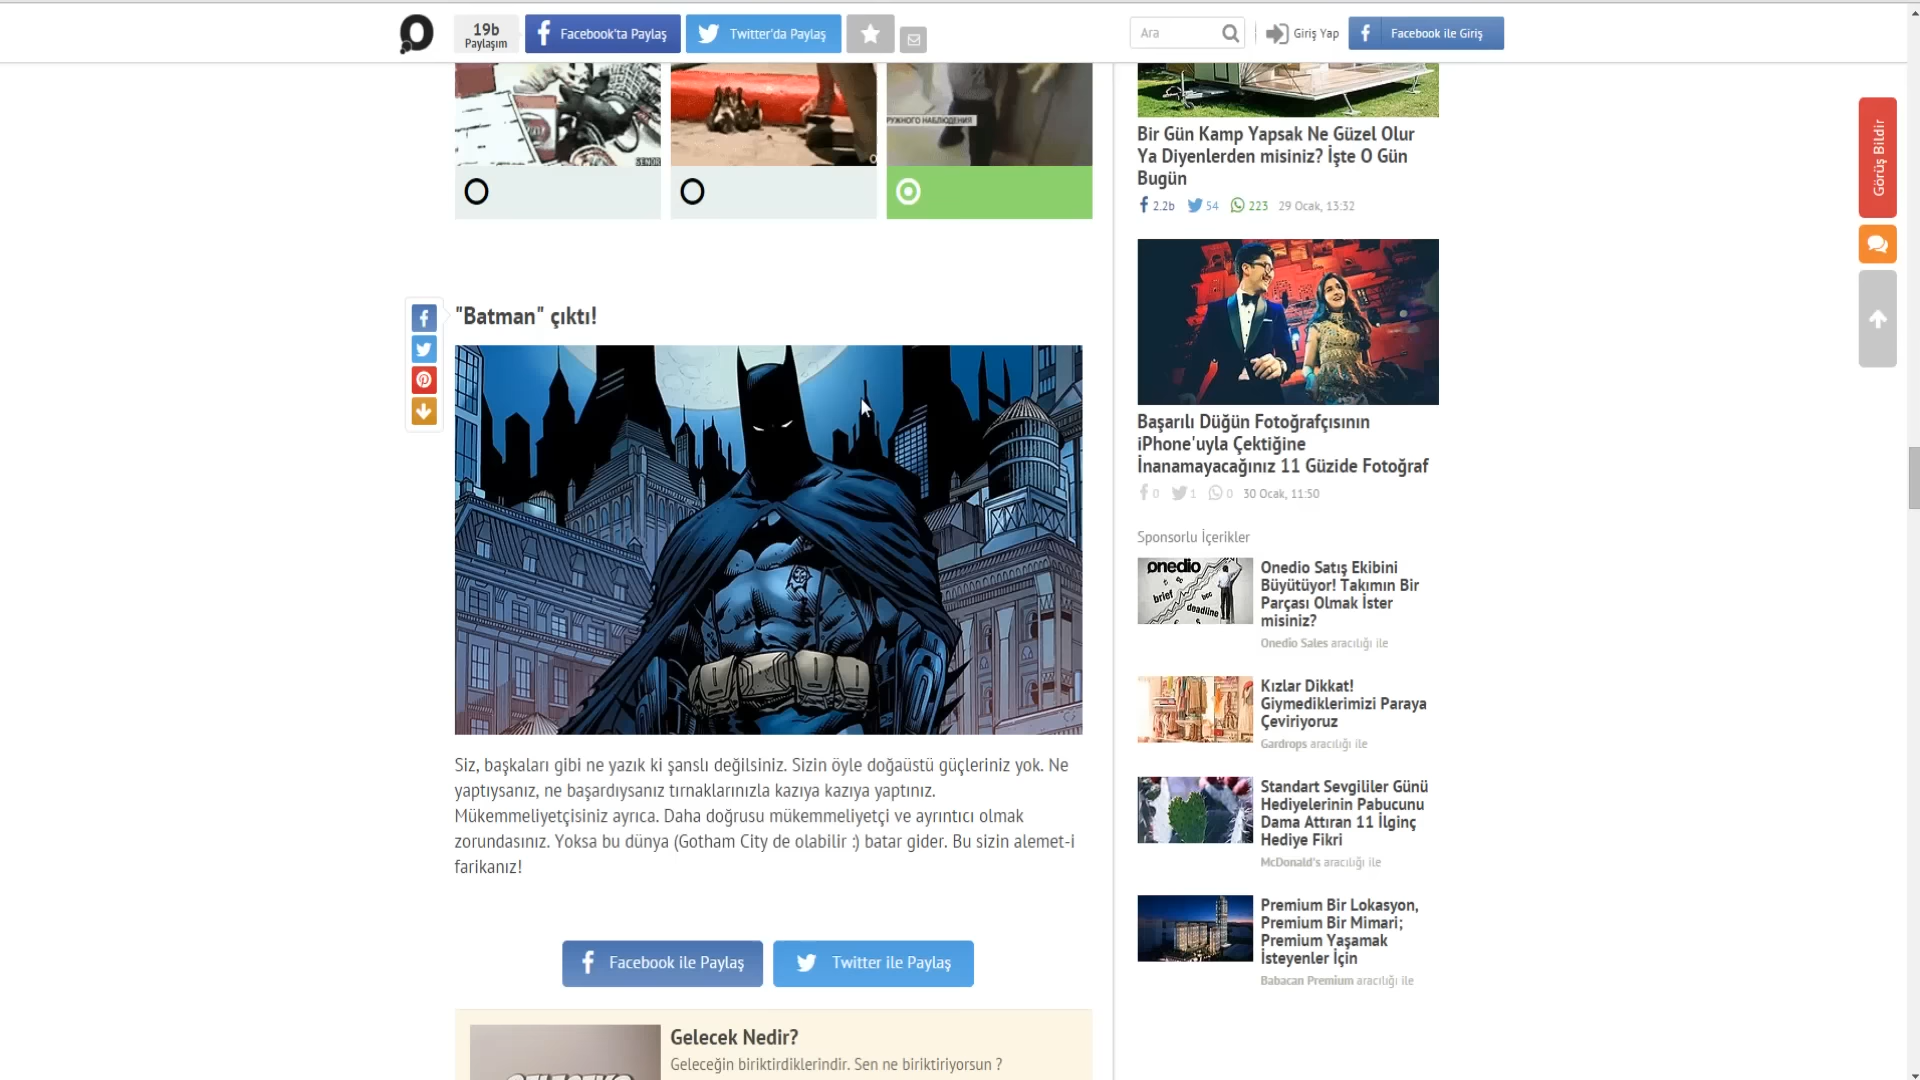 19b
Paylaşım
Facebook'ta Paylaş
Twitter'da Paylaş
Ara
Giriş Yap
Facebook ile Giriş
РУЖНОГО НАБЛЮДЕНИЯ
"Batman" çıktı!
Siz, başkaları gibi ne yazık ki şanslı değilsiniz. Sizin öyle doğaüstü güçleriniz yok. Ne
yaptıysanız, ne başardıysanız tırnaklarınızla kazıya kazıya yaptınız.
Mükemmeliyetçisiniz ayrıca. Daha doğrusu mükemmeliyetçi ve ayrıntıcı olmak
zorundasınız. Yoksa bu dünya (Gotham City de olabilir :) batar gider. Bu sizin alemet-i
farikanız!
Facebook ile Paylaş
Twitter ile Paylaş
Gelecek Nedir?
Geleceğin biriktirdiklerindir. Sen ne biriktiriyorsun ?
Bir Gün Kamp Yapsak Ne Güzel Olur
Ya Diyenlerden misiniz? İşte O Gün
Bugün
2.2b 54 223 29 Ocak, 13:32
Başarılı Düğün Fotoğrafçısının
iPhone'uyla Çektiğine
İnanamayacağınız 11 Güzide Fotoğraf
0 1 0 30 Ocak, 11:50
Sponsorlu İçerikler
onedio
brief
deadline
Onedio Satış Ekibini
Büyütüyor! Takımın Bir
Parçası Olmak İster
misiniz?
Onedio Sales aracılığı ile
Kızlar Dikkat!
Giymediklerimizi Paraya
Çeviriyoruz
Gardrops aracılığı ile
Standart Sevgililer Günü
Hediyelerinin Pabucunu
Dama Attıran 11 İlginç
Hediye Fikri
McDonald's aracılığı ile
Premium Bir Lokasyon,
Premium Bir Mimari;
Premium Yaşamak
İsteyenler İçin
Babacan Premium aracılığı ile
Görüş Bildir